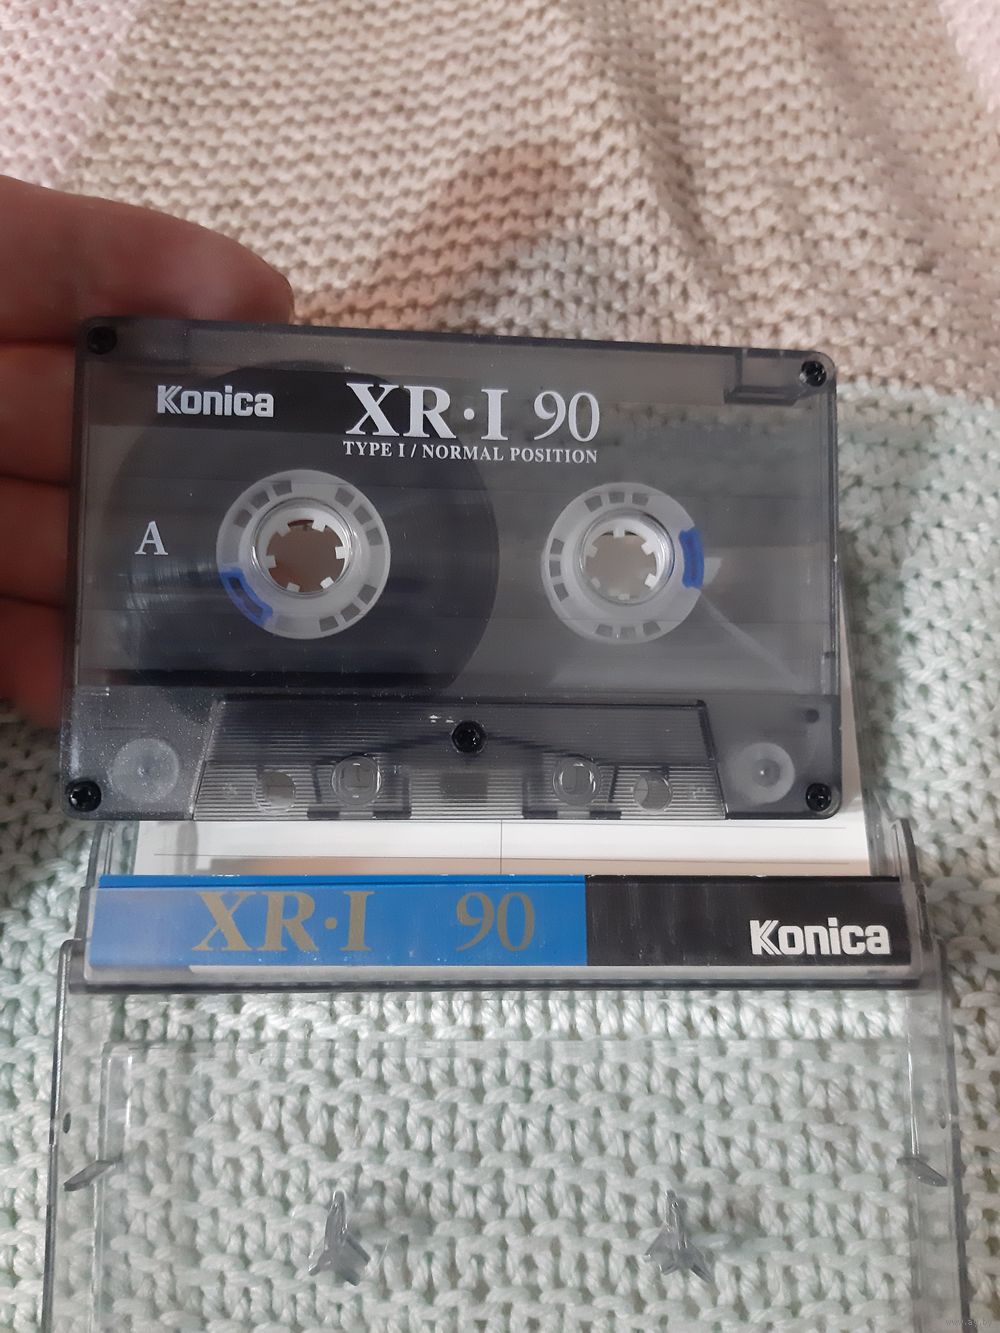 Konica
XR·I 90
TYPE I / NORMAL POSITION
A
XR·I 90
Konica